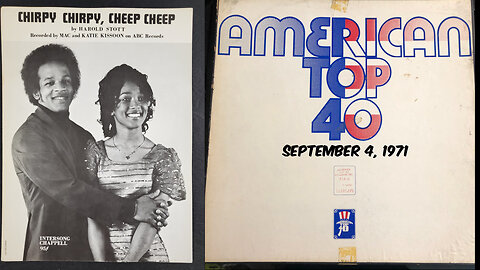 CHIRPY CHIRPY, CHEEP CHEEP
by HAROLD STOTT
Recorded by MAC and KATIE KISSOON on ABC Records
INTERSONG
CHAPPELL
95¢
AMERICAN
TOP
40
SEPTEMBER 4, 1971
76